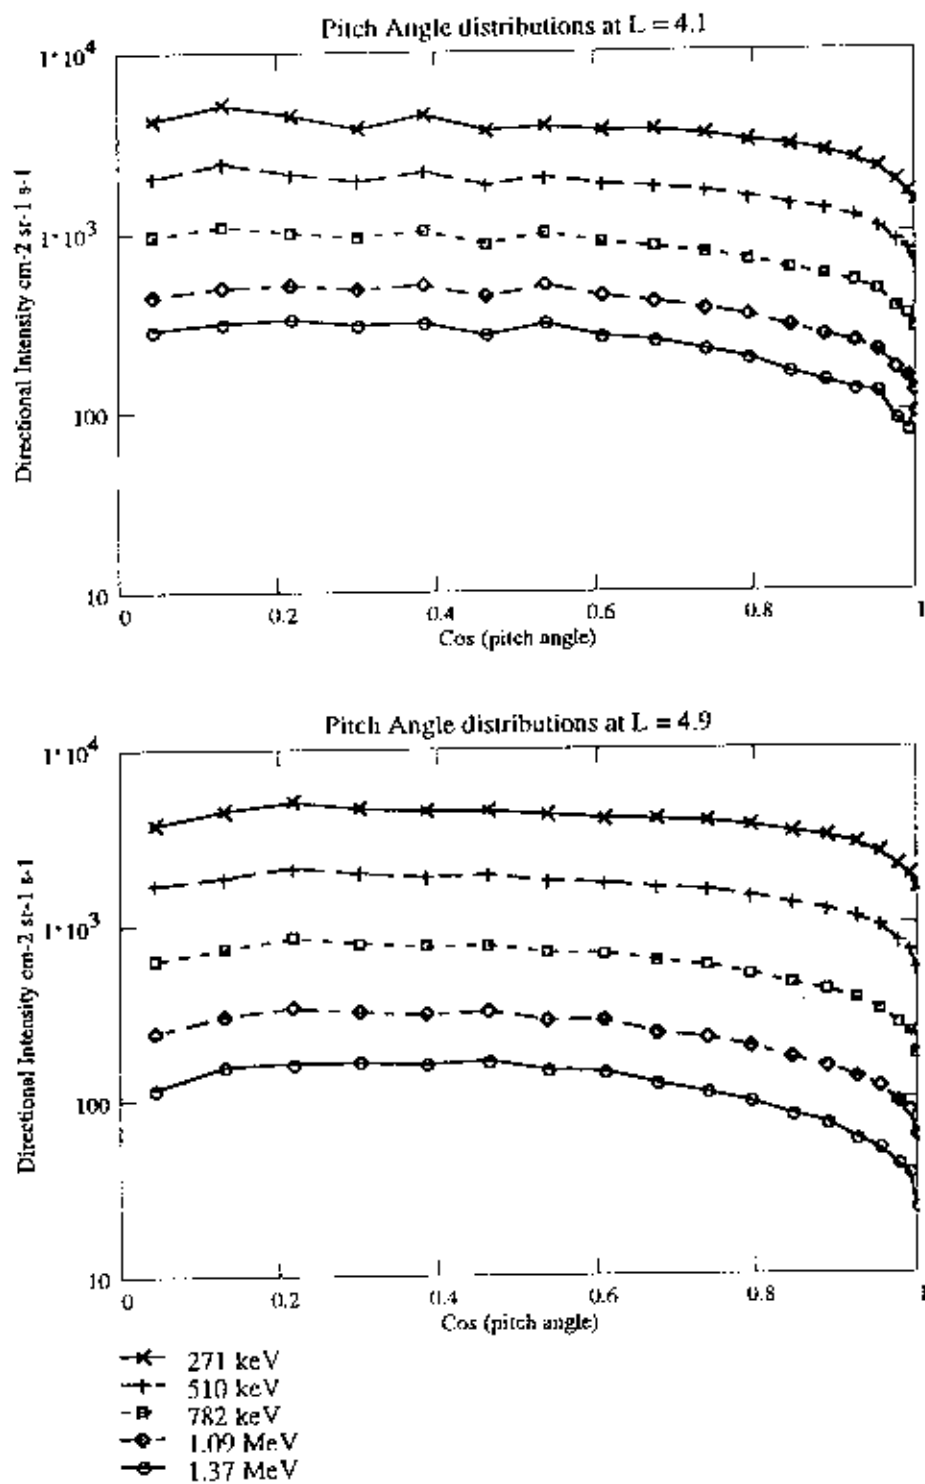 Pitch Angle distributions at L = 4.1
1*10^4
1*10^3
100
10
Directional Intensity cm-2 sr-1 s-1
0 0.2 0.4 0.6 0.8 1
Cos (pitch angle)
Pitch Angle distributions at L = 4.9
1*10^4
1*10^3
100
10
Directional Intensity cm-2 sr-1 s-1
0 0.2 0.4 0.6 0.8 1
Cos (pitch angle)
271 keV
510 keV
782 keV
1.09 MeV
1.37 MeV